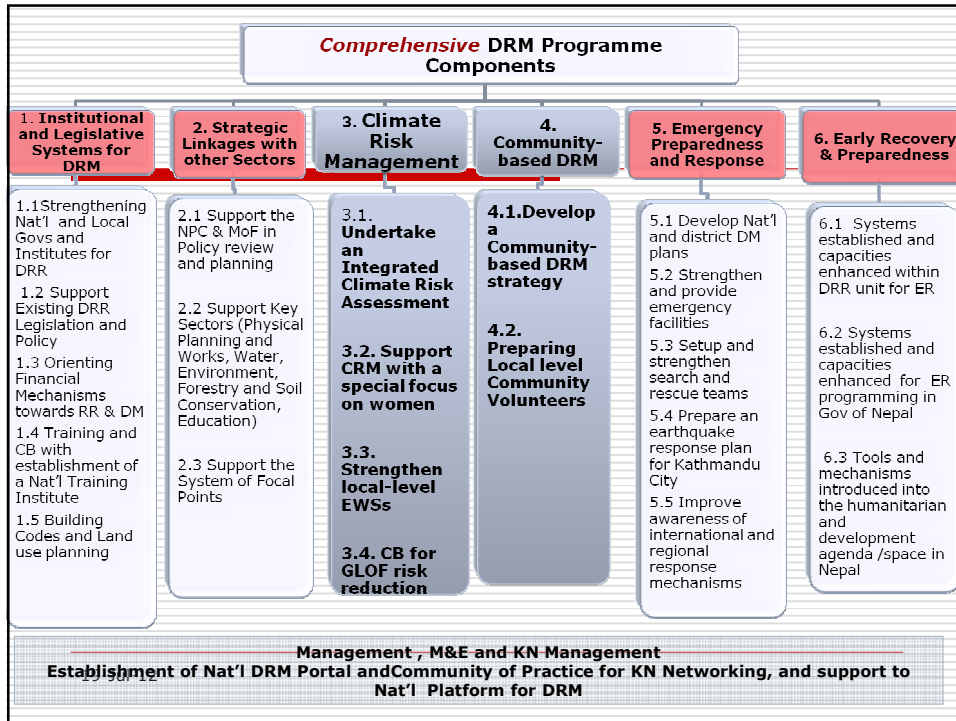 Comprehensive DRM Programme
Components
1. Institutional
and Legislative
Systems for
DRM
1.1Strengthening
Nat'l and Local
Govs and
Institutes for
DRR
1.2 Support
Existing DRR
Legislation and
Policy
1.3 Orienting
Financial
Mechanisms
towards RR & DM
1.4 Training and
CB with
establishment of
a Nat'l Training
Institute
1.5 Building
Codes and Land
use planning
2. Strategic
Linkages with
other Sectors
2.1 Support the
NPC & MoF in
Policy review
and planning
2.2 Support Key
Sectors (Physical
Planning and
Works, Water,
Environment,
Forestry and Soil
Conservation,
Education)
2.3 Support the
System of Focal
Points
3. Climate
Risk
Management
3.1.
Undertake
an
Integrated
Climate Risk
Assessment
3.2. Support
CRM with a
special focus
on women
3.3.
Strengthen
local-level
EWSs
3.4. CB for
GLOF risk
reduction
4.
Community-
based DRM
4.1.Develop
a
Community-
based DRM
strategy
4.2.
Preparing
Local level
Community
Volunteers
5. Emergency
Preparedness
and Response
5.1 Develop Nat'l
and district DM
plans
5.2 Strengthen
and provide
emergency
facilities
5.3 Setup and
strengthen
search and
rescue teams
5.4 Prepare an
earthquake
response plan
for Kathmandu
City
5.5 Improve
awareness of
international and
regional
response
mechanisms
6. Early Recovery
& Preparedness
6.1 Systems
established and
capacities
enhanced within
DRR unit for ER
6.2 Systems
established and
capacities
enhanced for ER
programming in
Gov of Nepal
6.3 Tools and
mechanisms
introduced into
the humanitarian
and
development
agenda /space in
Nepal
Management , M&E and KN Management
Establishment of Nat'l DRM Portal andCommunity of Practice for KN Networking, and support to
Nat'l Platform for DRM
19-Jul-12